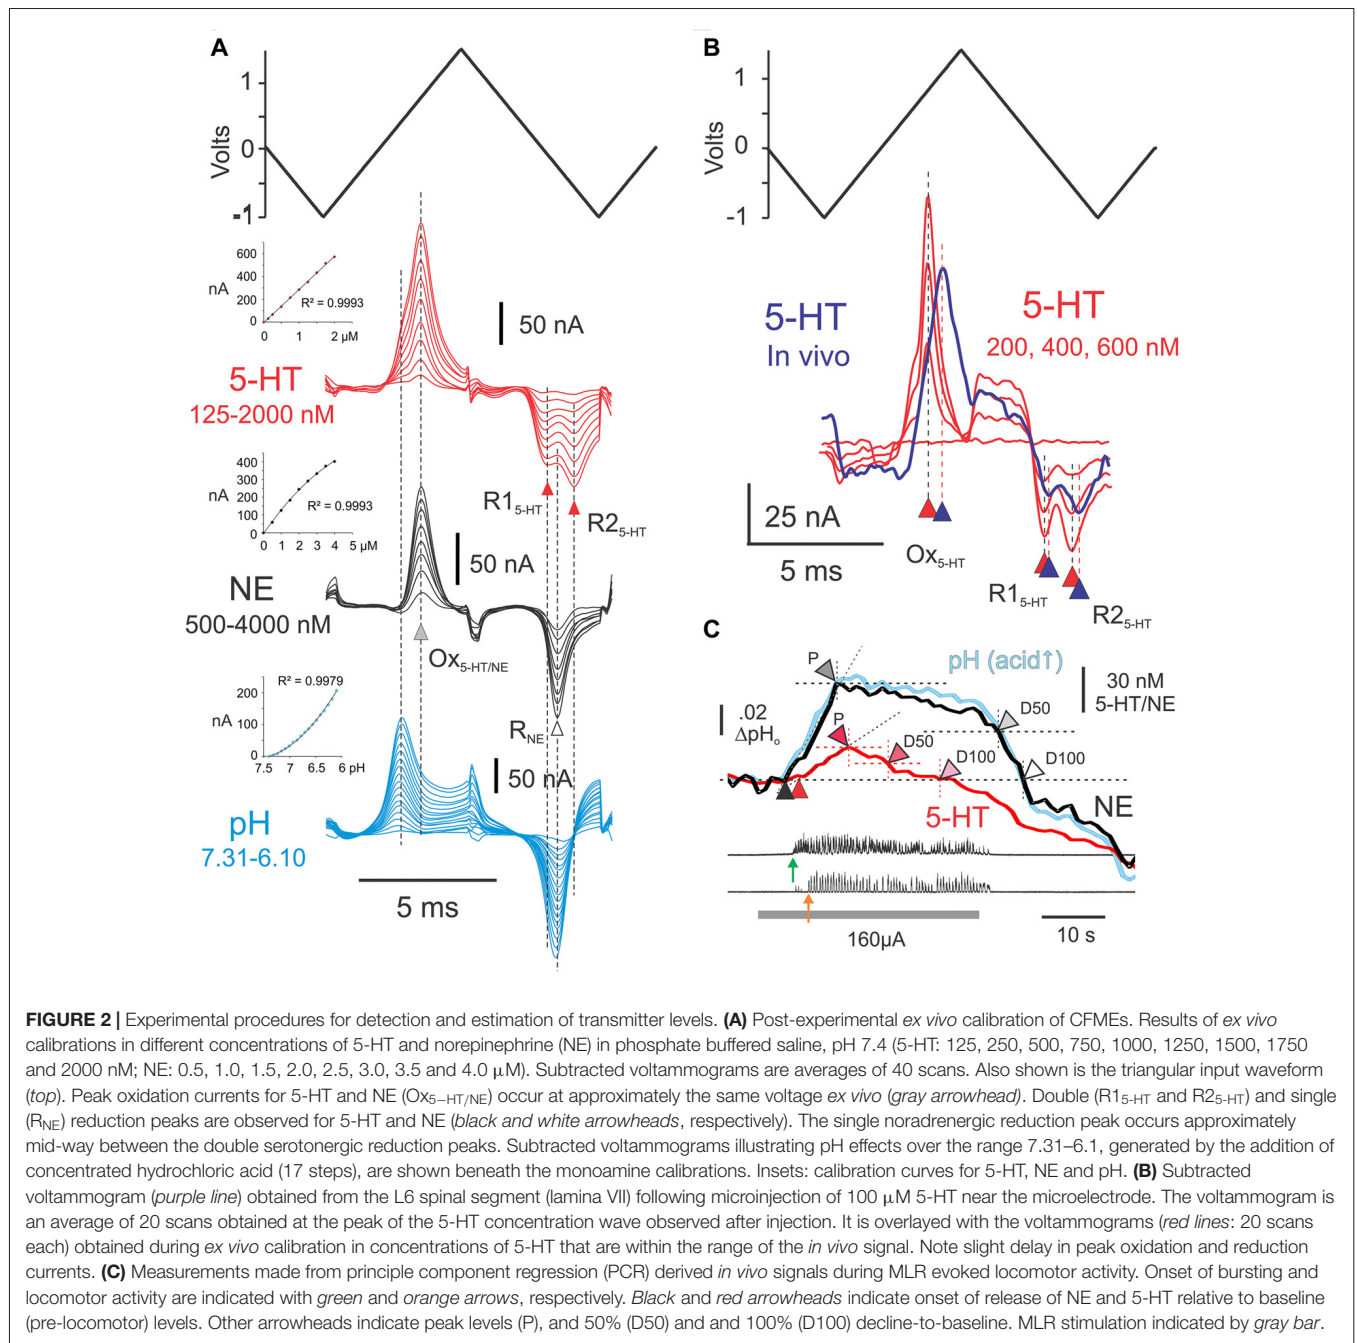 A
B
1
0
-1
Volts
1
0
-1
Volts
600
400
200
0
nA
R² = 0.9993
0
1
2 µM
50 nA
5-HT
125-2000 nM
400
300
200
100
0
nA
R² = 0.9993
0 1 2 3 4 5 µM
R15-HT
R25-HT
50 nA
NE
500-4000 nM
Ox5-HT/NE
RNE
200
100
0
nA
R² = 0.9979
7.5 7 6.5 6 pH
50 nA
pH
7.31-6.10
5 ms
5-HT
In vivo
5-HT
200, 400, 600 nM
25 nA
5 ms
Ox5-HT
R15-HT
R25-HT
C
P
pH (acid↑)
30 nM
5-HT/NE
.02
ΔpHo
P
D50
D50
D100
D100
5-HT
NE
160µA
10 s
FIGURE 2 | Experimental procedures for detection and estimation of transmitter levels. (A) Post-experimental ex vivo calibration of CFMEs. Results of ex vivo
calibrations in different concentrations of 5-HT and norepinephrine (NE) in phosphate buffered saline, pH 7.4 (5-HT: 125, 250, 500, 750, 1000, 1250, 1500, 1750
and 2000 nM; NE: 0.5, 1.0, 1.5, 2.0, 2.5, 3.0, 3.5 and 4.0 µM). Subtracted voltammograms are averages of 40 scans. Also shown is the triangular input waveform
(top). Peak oxidation currents for 5-HT and NE (Ox5−HT/NE) occur at approximately the same voltage ex vivo (gray arrowhead). Double (R15-HT and R25-HT) and single
(RNE) reduction peaks are observed for 5-HT and NE (black and white arrowheads, respectively). The single noradrenergic reduction peak occurs approximately
mid-way between the double serotonergic reduction peaks. Subtracted voltammograms illustrating pH effects over the range 7.31–6.1, generated by the addition of
concentrated hydrochloric acid (17 steps), are shown beneath the monoamine calibrations. Insets: calibration curves for 5-HT, NE and pH. (B) Subtracted
voltammogram (purple line) obtained from the L6 spinal segment (lamina VII) following microinjection of 100 µM 5-HT near the microelectrode. The voltammogram is
an average of 20 scans obtained at the peak of the 5-HT concentration wave observed after injection. It is overlayed with the voltammograms (red lines: 20 scans
each) obtained during ex vivo calibration in concentrations of 5-HT that are within the range of the in vivo signal. Note slight delay in peak oxidation and reduction
currents. (C) Measurements made from principle component regression (PCR) derived in vivo signals during MLR evoked locomotor activity. Onset of bursting and
locomotor activity are indicated with green and orange arrows, respectively. Black and red arrowheads indicate onset of release of NE and 5-HT relative to baseline
(pre-locomotor) levels. Other arrowheads indicate peak levels (P), and 50% (D50) and and 100% (D100) decline-to-baseline. MLR stimulation indicated by gray bar.